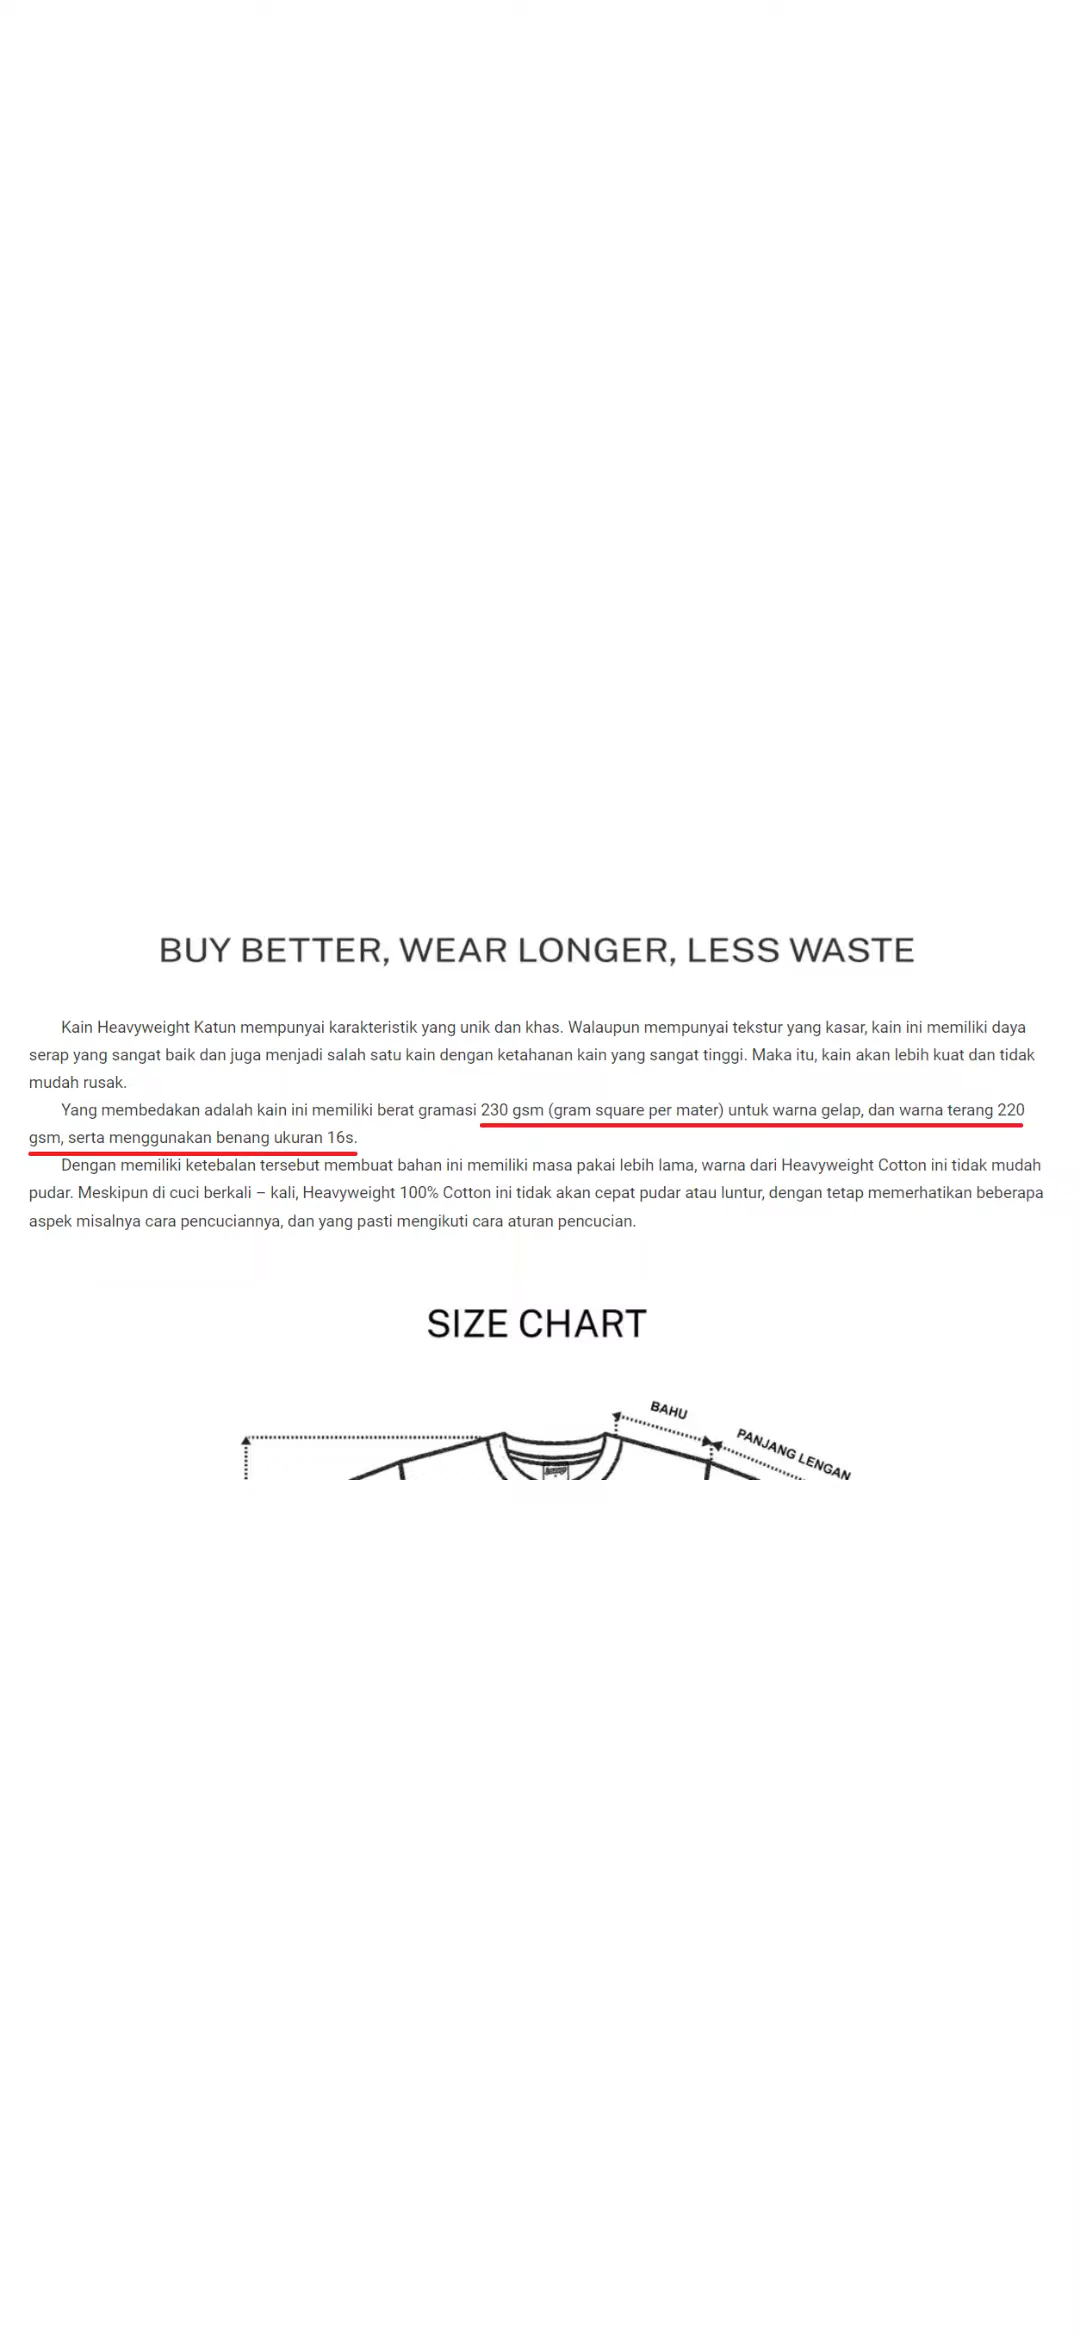 BUY BETTER, WEAR LONGER, LESS WASTE
Kain Heavyweight Katun mempunyai karakteristik yang unik dan khas. Walaupun mempunyai tekstur yang kasar, kain ini memiliki daya
serap yang sangat baik dan juga menjadi salah satu kain dengan ketahanan kain yang sangat tinggi. Maka itu, kain akan lebih kuat dan tidak
mudah rusak.
Yang membedakan adalah kain ini memiliki berat gramasi 230 gsm (gram square per mater) untuk warna gelap, dan warna terang 220
gsm, serta menggunakan benang ukuran 16s.
Dengan memiliki ketebalan tersebut membuat bahan ini memiliki masa pakai lebih lama, warna dari Heavyweight Cotton ini tidak mudah
pudar. Meskipun di cuci berkali – kali, Heavyweight 100% Cotton ini tidak akan cepat pudar atau luntur, dengan tetap memerhatikan beberapa
aspek misalnya cara pencuciannya, dan yang pasti mengikuti cara aturan pencucian.
SIZE CHART
BAHU
PANJANG LENGAN